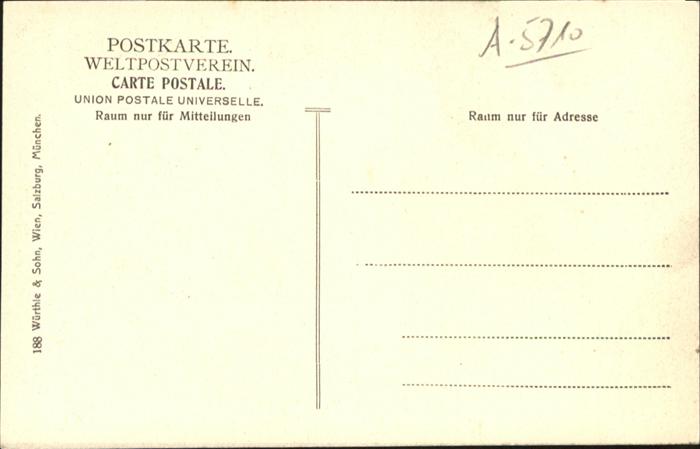 POSTKARTE.
WELTPOSTVEREIN.
CARTE POSTALE.
UNION POSTALE UNIVERSELLE.
Raum nur für Mitteilungen
A-5710
Raum nur für Adresse
188 Würthle & Sohn, Wien, Salzburg, München.